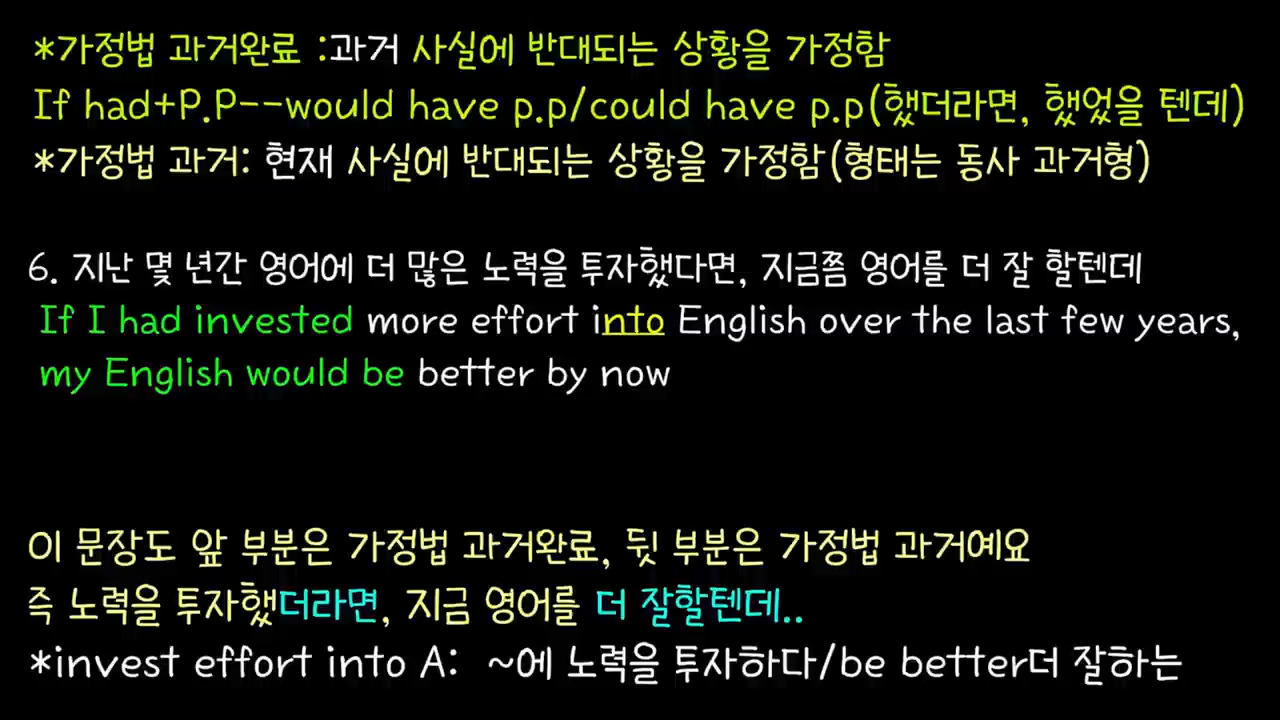 *가정법 과거완료 :과거 사실에 반대되는 상황을 가정함
If had+P.P--would have p.p/could have p.p(했더라면, 했었을 텐데)
*가정법 과거: 현재 사실에 반대되는 상황을 가정함(형태는 동사 과거형)
6. 지난 몇 년간 영어에 더 많은 노력을 투자했다면, 지금쯤 영어를 더 잘 할텐데
If I had invested more effort into English over the last few years,
my English would be better by now
이 문장도 앞 부분은 가정법 과거완료, 뒷 부분은 가정법 과거예요
즉 노력을 투자했더라면, 지금 영어를 더 잘할텐데..
*invest effort into A: ~에 노력을 투자하다/be better더 잘하는